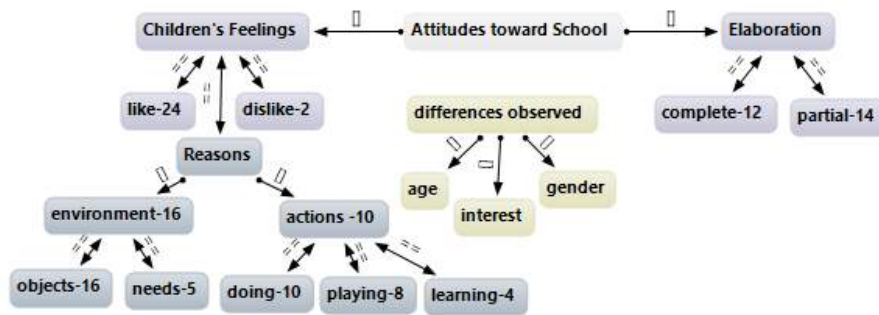 Children's Feelings
Attitudes toward School
Elaboration
like-24
dislike-2
differences observed
complete-12
partial-14
Reasons
age
interest
gender
environment-16
actions -10
objects-16
needs-5
doing-10
playing-8
learning-4